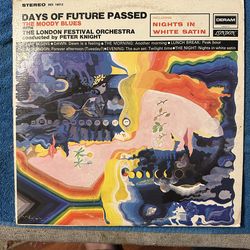 STEREO DES 18012
DAYS OF FUTURE PASSED
THE MOODY BLUES
THE LONDON FESTIVAL ORCHESTRA
conducted by PETER KNIGHT
INCLUDING
NIGHTS IN
WHITE SATIN
DERAM
LONDON
DAWN: Dawn is a feeling • THE MORNING: Another morning • LUNCH BREAK: Peak hour
Forever afternoon (Tuesday) • EVENING: The sun set: Twilight time • THE NIGHT: Nights in white satin